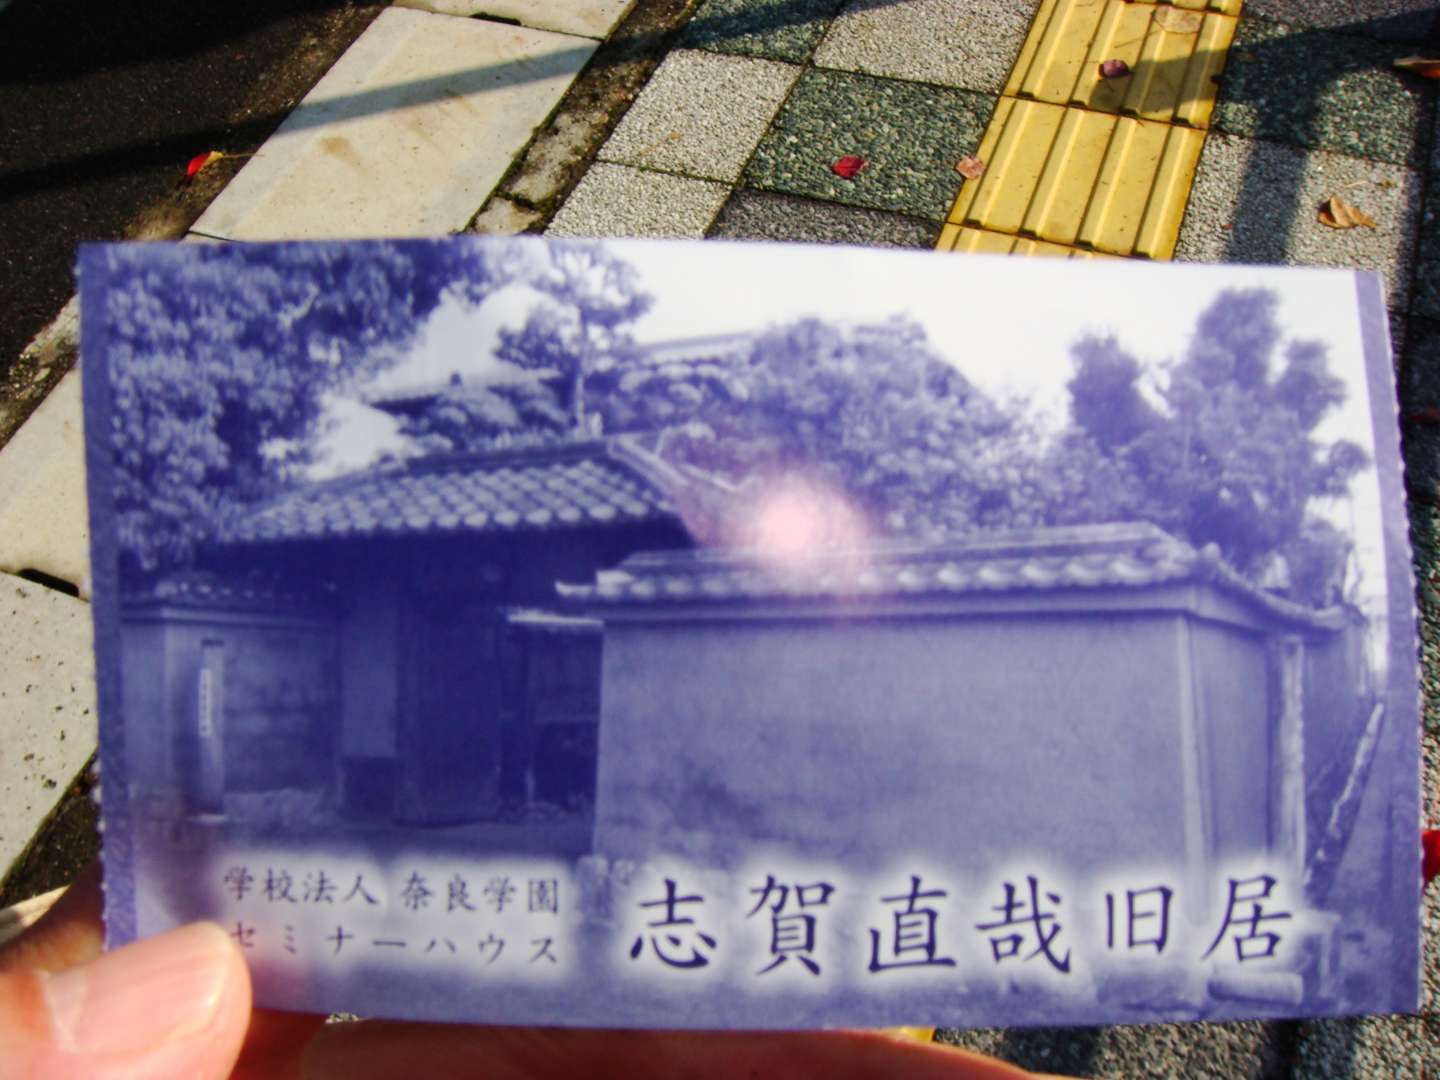 学校法人 奈良学園
セミナーハウス
志賀直哉旧居